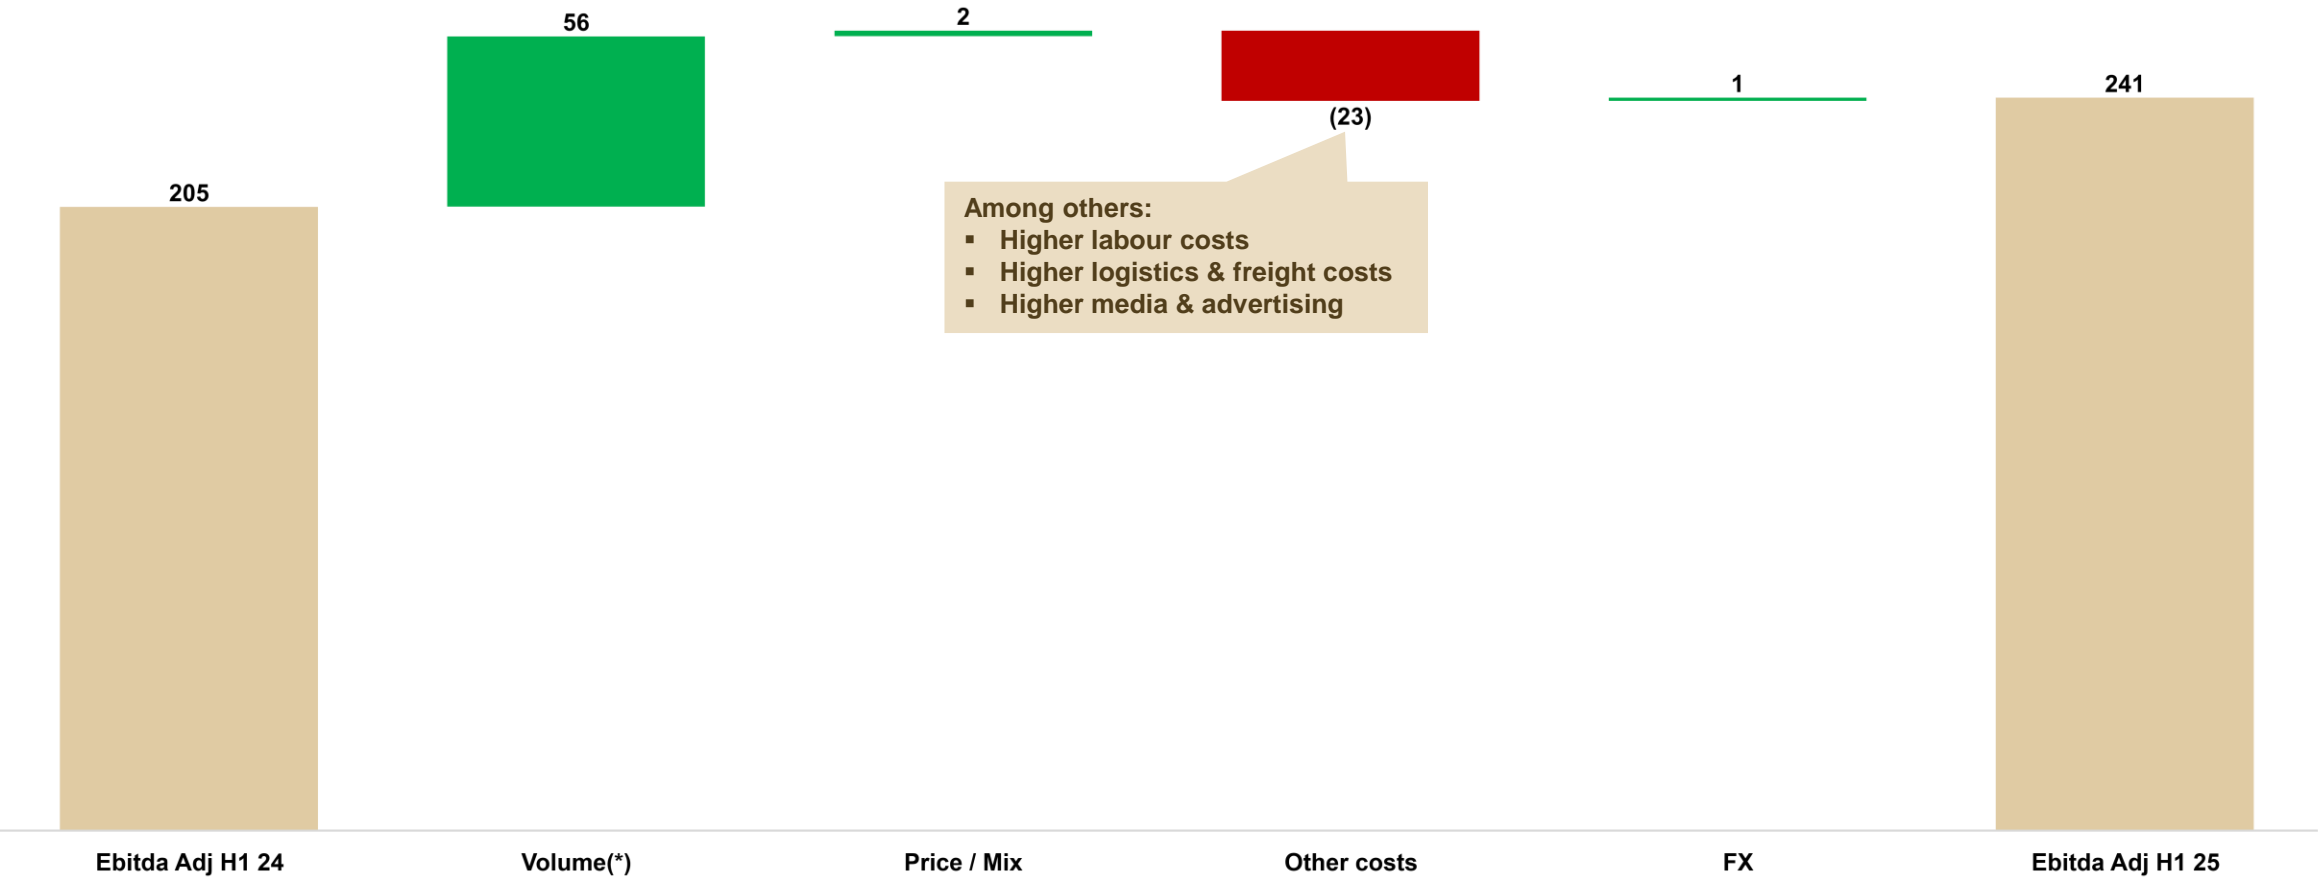 205
56
2
(23)
1
241
Among others:
▪ Higher labour costs
▪ Higher logistics & freight costs
▪ Higher media & advertising
Ebitda Adj H1 24
Volume(*)
Price / Mix
Other costs
FX
Ebitda Adj H1 25